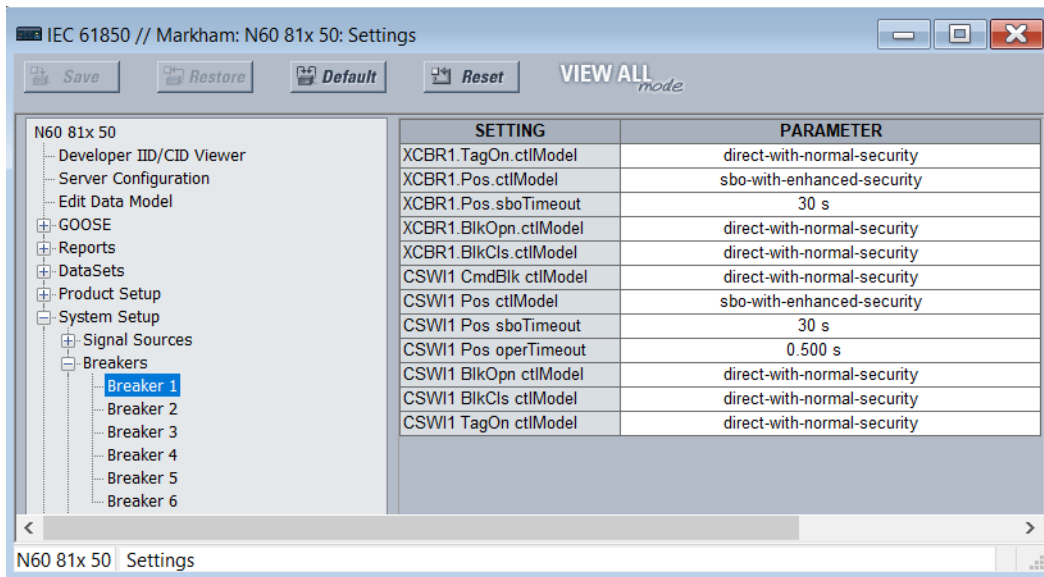 IEC 61850 // Markham: N60 81x 50: Settings
Save Restore Default Reset VIEW ALL mode
N60 81x 50
Developer IID/CID Viewer
Server Configuration
Edit Data Model
GOOSE
Reports
DataSets
Product Setup
System Setup
Signal Sources
Breakers
Breaker 1
Breaker 2
Breaker 3
Breaker 4
Breaker 5
Breaker 6
SETTING PARAMETER
XCBR1.TagOn.ctlModel direct-with-normal-security
XCBR1.Pos.ctlModel sbo-with-enhanced-security
XCBR1.Pos.sboTimeout 30 s
XCBR1.BlkOpn.ctlModel direct-with-normal-security
XCBR1.BlkCls.ctlModel direct-with-normal-security
CSWI1 CmdBlk ctlModel direct-with-normal-security
CSWI1 Pos ctlModel sbo-with-enhanced-security
CSWI1 Pos sboTimeout 30 s
CSWI1 Pos operTimeout 0.500 s
CSWI1 BlkOpn ctlModel direct-with-normal-security
CSWI1 BlkCls ctlModel direct-with-normal-security
CSWI1 TagOn ctlModel direct-with-normal-security
N60 81x 50 Settings